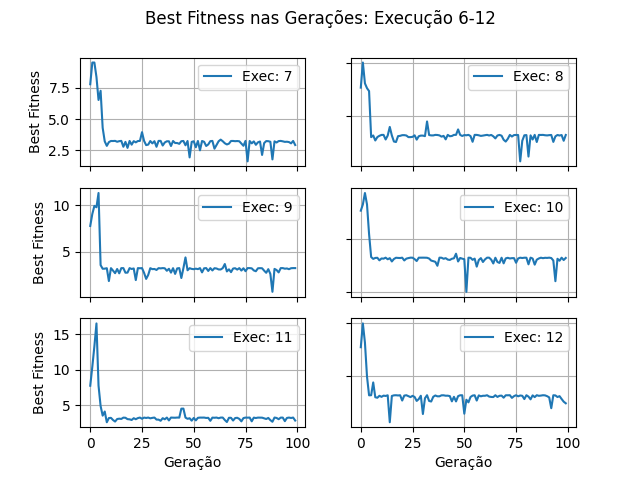 Best Fitness nas Gerações: Execução 6-12
Best Fitness
7.5
5.0
2.5
Exec: 7
Exec: 8
Best Fitness
10
5
Exec: 9
Exec: 10
Best Fitness
15
10
5
Exec: 11
Exec: 12
0 25 50 75 100
0 25 50 75 100
Geração
Geração